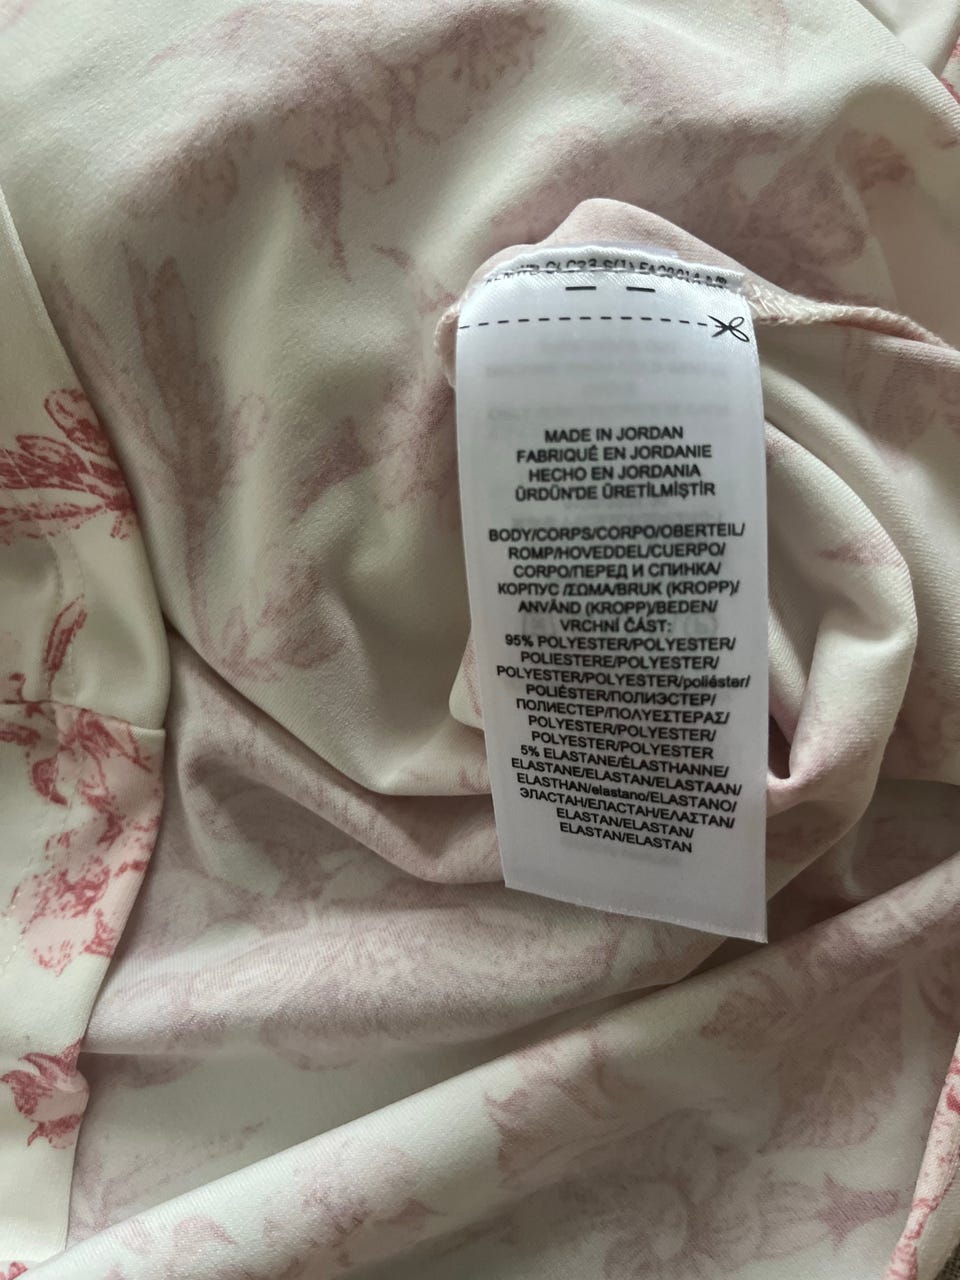 MADE IN JORDAN
FABRIQUÉ EN JORDANIE
HECHO EN JORDANIA
ÜRDÜN'DE ÜRETİLMİŞTİR
BODY/CORPS/CORPO/OBERTEIL/
ROMP/HOVEDDEL/CUERPO/
CORPO/ПЕРЕД И СПИНКА/
КОРПУС /ΣΩΜΑ/BRUK (KROPP)/
ANVÄND (KROPP)/BEDEN/
VRCHNÍ ČÁST:
95% POLYESTER/POLYESTER/
POLIESTERE/POLYESTER/
POLYESTER/POLYESTER/poliéster/
POLIÉSTER/ПОЛИЭСТЕР/
ПОЛИЕСТЕР/ΠΟΛΥΕΣΤΕΡΑΣ/
POLYESTER/POLYESTER/
POLYESTER/POLYESTER
5% ELASTANE/ÉLASTHANNE/
ELASTANE/ELASTAN/ELASTAAN/
ELASTHAN/elastano/ELASTANO/
ЭЛАСТАН/ЕЛАСТАН/ΕΛΑΣΤΑΝ/
ELASTAN/ELASTAN/
ELASTAN/ELASTAN